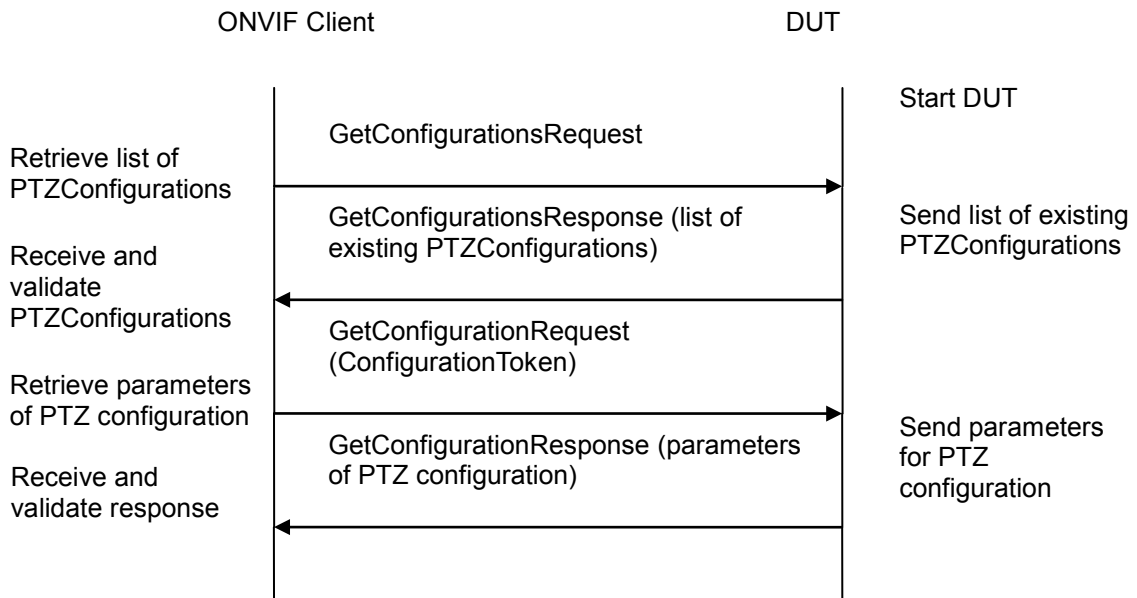 ONVIF Client
DUT
Start DUT
GetConfigurationsRequest
Retrieve list of
PTZConfigurations
GetConfigurationsResponse (list of
existing PTZConfigurations)
Send list of existing
PTZConfigurations
Receive and
validate
PTZConfigurations
GetConfigurationRequest
(ConfigurationToken)
Retrieve parameters
of PTZ configuration
GetConfigurationResponse (parameters
of PTZ configuration)
Send parameters
for PTZ
configuration
Receive and
validate response